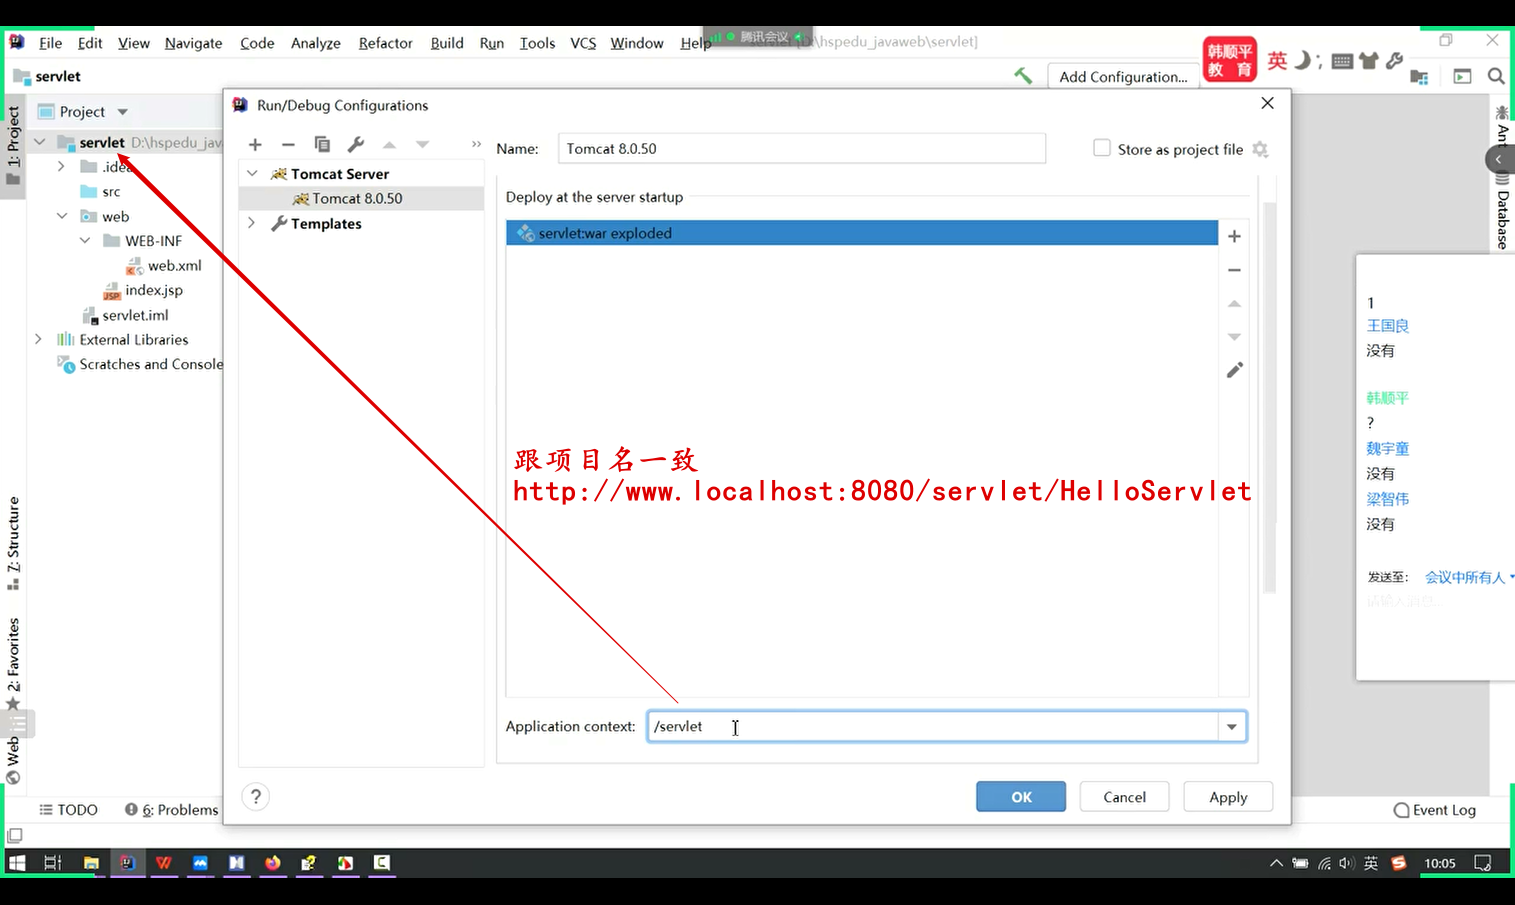 File Edit View Navigate Code Analyze Refactor Build Run Tools VCS Window Help
腾讯会议
\hspedu_javaweb\servlet]
韩顺平
教 育
英
servlet
Add Configuration...
1: Project
Project
servlet D:\hspedu_jav
.idea
src
web
WEB-INF
web.xml
JSP
index.jsp
servlet.iml
External Libraries
Scratches and Console
Run/Debug Configurations
Tomcat Server
Tomcat 8.0.50
Templates
Name: Tomcat 8.0.50
Store as project file
Deploy at the server startup
servlet:war exploded
跟项目名一致
http://www.localhost:8080/servlet/HelloServlet
Application context: /servlet
OK
Cancel
Apply
Ant
Database
1
王国良
没有
韩顺平
?
魏宇童
没有
梁智伟
没有
发送至: 会议中所有人
请输入消息...
7: Structure
2: Favorites
Web
TODO
6: Problems
Event Log
英
10:05